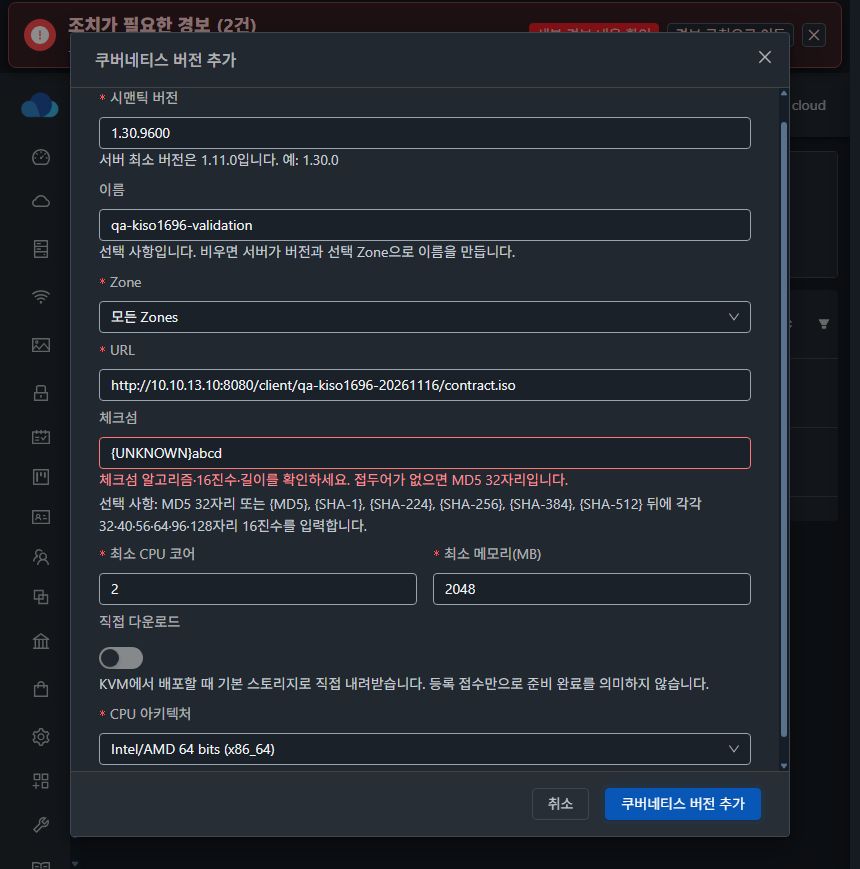 조치가 필요한 경보 (2건)
cloud
쿠버네티스 버전 추가
* 시맨틱 버전
1.30.9600
서버 최소 버전은 1.11.0입니다. 예: 1.30.0
이름
qa-kiso1696-validation
선택 사항입니다. 비우면 서버가 버전과 선택 Zone으로 이름을 만듭니다.
* Zone
모든 Zones
* URL
http://10.10.13.10:8080/client/qa-kiso1696-20261116/contract.iso
체크섬
{UNKNOWN}abcd
체크섬 알고리즘·16진수·길이를 확인하세요. 접두어가 없으면 MD5 32자리입니다.
선택 사항: MD5 32자리 또는 {MD5}, {SHA-1}, {SHA-224}, {SHA-256}, {SHA-384}, {SHA-512} 뒤에 각각
32·40·56·64·96·128자리 16진수를 입력합니다.
* 최소 CPU 코어
* 최소 메모리(MB)
2
2048
직접 다운로드
KVM에서 배포할 때 기본 스토리지로 직접 내려받습니다. 등록 접수만으로 준비 완료를 의미하지 않습니다.
* CPU 아키텍처
Intel/AMD 64 bits (x86_64)
취소
쿠버네티스 버전 추가